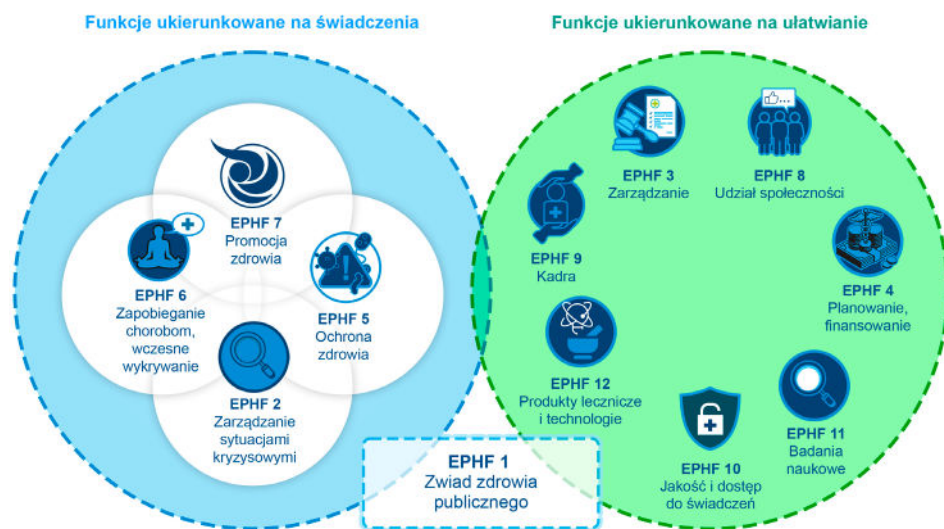 Funkcje ukierunkowane na świadczenia
Funkcje ukierunkowane na ułatwianie
EPHF 7
Promocja
zdrowia
EPHF 6
Zapobieganie
chorobom,
wczesne
wykrywanie
EPHF 5
Ochrona
zdrowia
EPHF 2
Zarządzanie
sytuacjami
kryzysowymi
EPHF 1
Zwiad zdrowia
publicznego
EPHF 3
Zarządzanie
EPHF 8
Udział społeczności
EPHF 9
Kadra
EPHF 4
Planowanie,
finansowanie
EPHF 12
Produkty lecznicze
i technologie
EPHF 11
Badania
naukowe
EPHF 10
Jakość i dostęp
do świadczeń